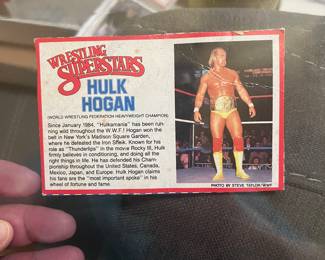 WRESTLING
SUPERSTARS
HULK
HOGAN
(WORLD WRESTLING FEDERATION HEAVYWEIGHT CHAMPION)
Since January 1984, "Hulkamania" has been run-
ning wild throughout the W.W.F.! Hogan won the
belt in New York's Madison Square Garden,
where he defeated the Iron Sheik. Known for his
role as "Thunderlips" in the movie Rocky III, Hulk
firmly believes in conditioning, and doing all the
right things in life. He has defended his Cham-
pionship throughout the United States, Canada,
Mexico, Japan, and Europe. Hulk Hogan claims
his fans are the "most important spoke" in his
wheel of fortune and fame.
PHOTO BY STEVE TAYLOR/WWF